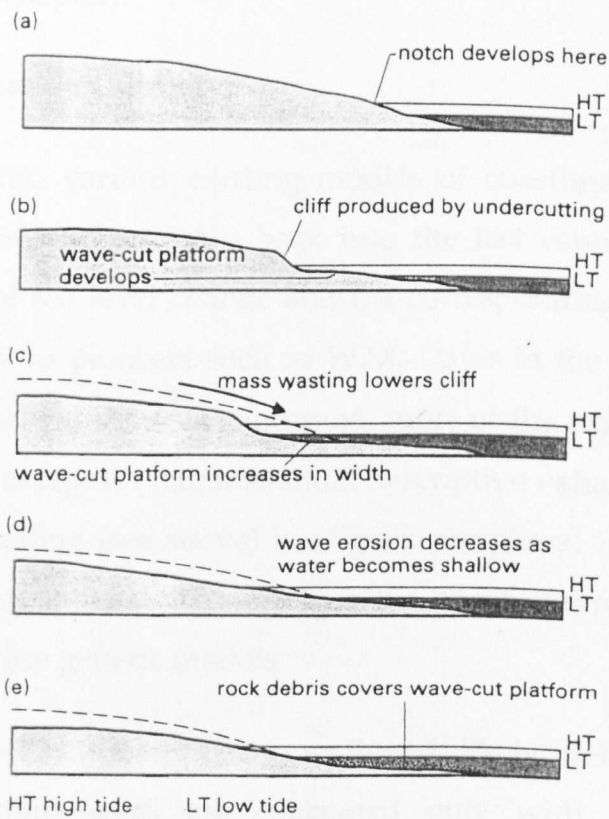 (a)
notch develops here
HT
LT
(b)
cliff produced by undercutting
wave-cut platform
develops
HT
LT
(c)
mass wasting lowers cliff
HT
LT
wave-cut platform increases in width
(d)
wave erosion decreases as
water becomes shallow
HT
LT
(e)
rock debris covers wave-cut platform
HT
LT
HT high tide LT low tide